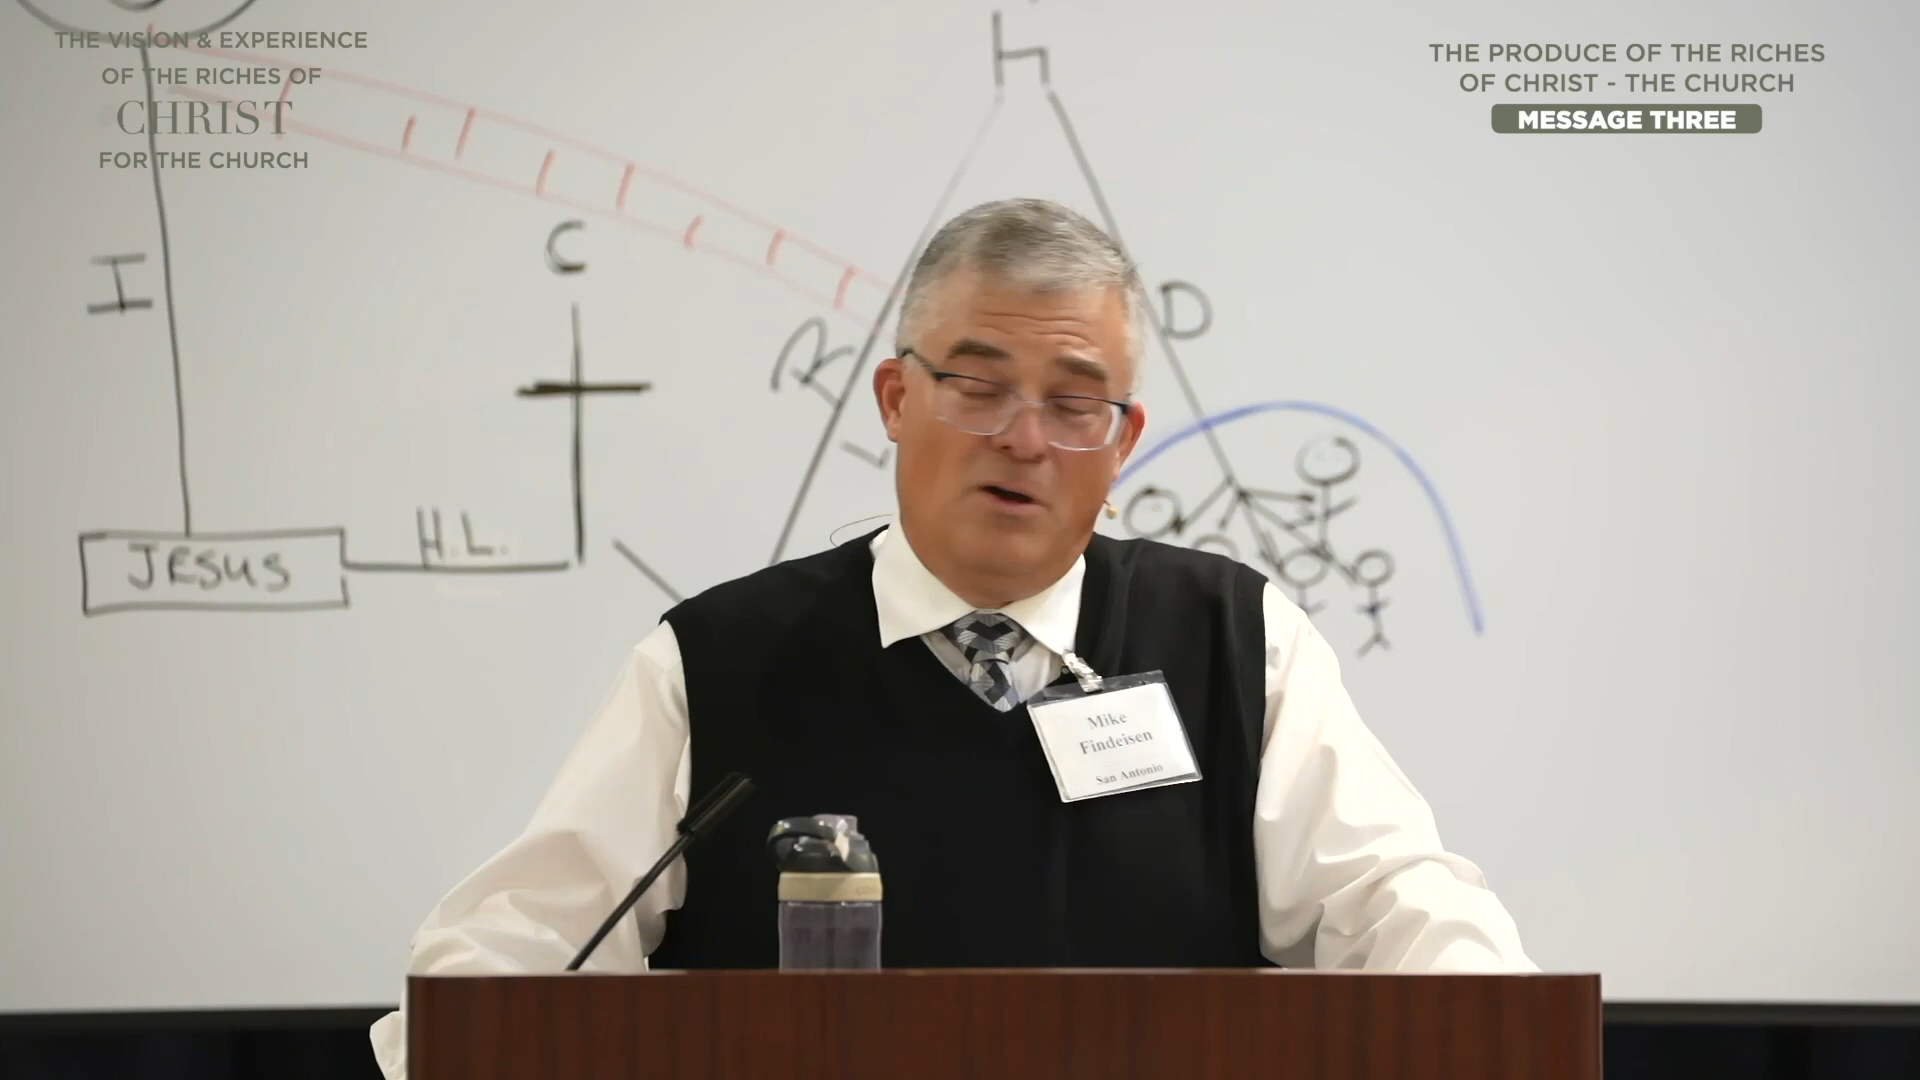 THE VISION & EXPERIENCE
OF THE RICHES OF
CHRIST
FOR THE CHURCH
THE PRODUCE OF THE RICHES
OF CHRIST - THE CHURCH
MESSAGE THREE
I
C
R
D
L
H.L.
JESUS
Mike
Findeisen
San Antonio